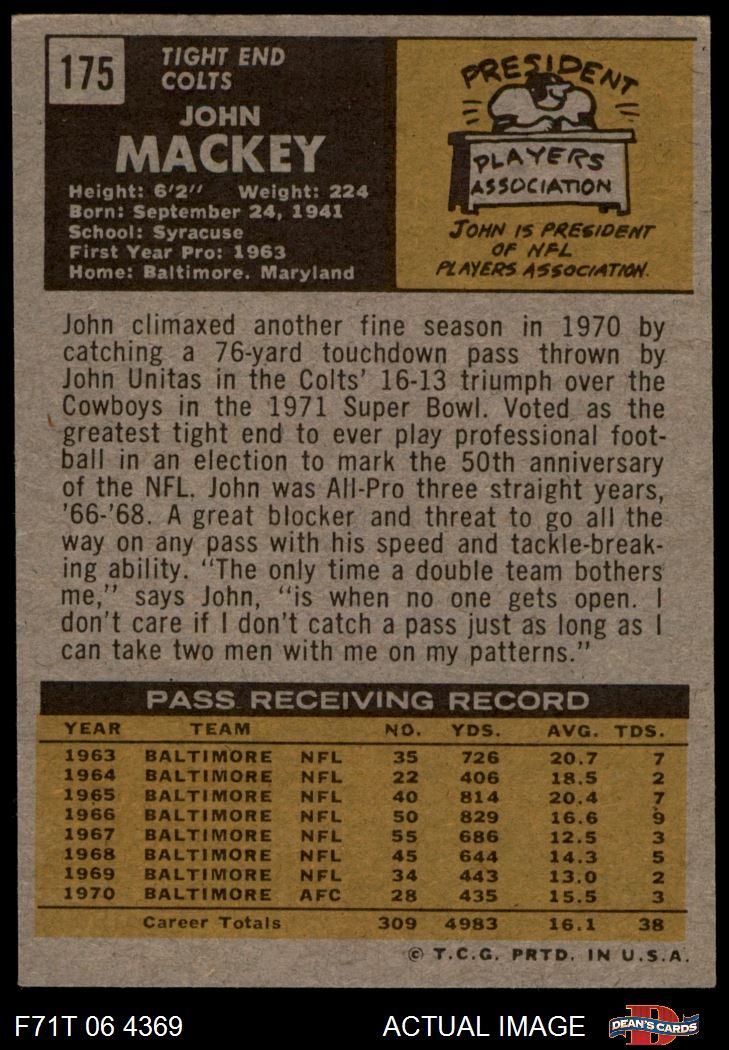 175
TIGHT END
COLTS
JOHN
MACKEY
Height: 6'2" Weight: 224
Born: September 24, 1941
School: Syracuse
First Year Pro: 1963
Home: Baltimore. Maryland
PRESIDENT
PLAYERS
ASSOCIATION
JOHN IS PRESIDENT
OF NFL
PLAYERS ASSOCIATION.
John climaxed another fine season in 1970 by
catching a 76-yard touchdown pass thrown by
John Unitas in the Colts' 16-13 triumph over the
Cowboys in the 1971 Super Bowl. Voted as the
greatest tight end to ever play professional foot-
ball in an election to mark the 50th anniversary
of the NFL. John was All-Pro three straight years,
'66-'68. A great blocker and threat to go all the
way on any pass with his speed and tackle-break-
ing ability. "The only time a double team bothers
me," says John, "is when no one gets open. I
don't care if I don't catch a pass just as long as I
can take two men with me on my patterns."
PASS RECEIVING RECORD
YEAR TEAM NO. YDS. AVG. TDS.
1963 BALTIMORE NFL 35 726 20.7 7
1964 BALTIMORE NFL 22 406 18.5 2
1965 BALTIMORE NFL 40 814 20.4 7
1966 BALTIMORE NFL 50 829 16.6 9
1967 BALTIMORE NFL 55 686 12.5 3
1968 BALTIMORE NFL 45 644 14.3 5
1969 BALTIMORE NFL 34 443 13.0 2
1970 BALTIMORE AFC 28 435 15.5 3
Career Totals 309 4983 16.1 38
© T.C.G. PRTD. IN U.S.A.
F71T 06 4369 ACTUAL IMAGE
D
DEAN'S CARDS